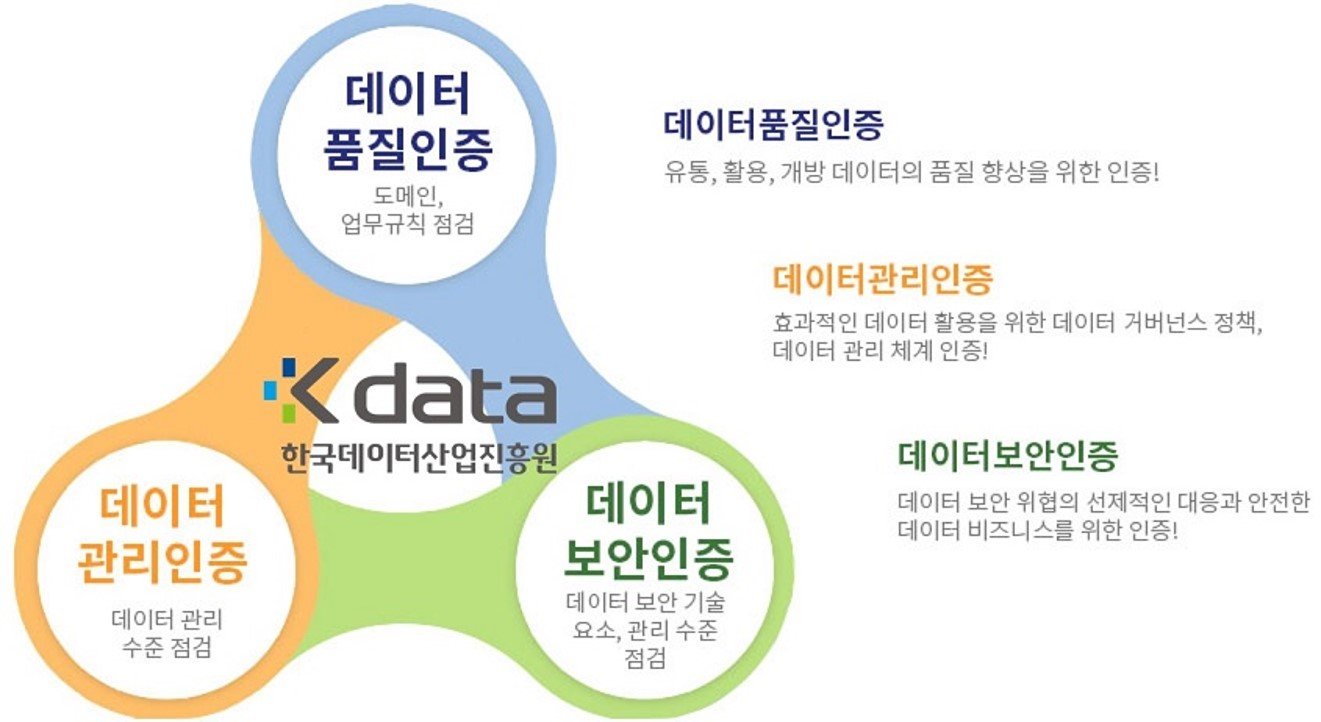 데이터
품질인증
도메인,
업무규칙 점검
데이터품질인증
유통, 활용, 개방 데이터의 품질 향상을 위한 인증!
데이터관리인증
효과적인 데이터 활용을 위한 데이터 거버넌스 정책,
데이터 관리 체계 인증!
K data
한국데이터산업진흥원
데이터
관리인증
데이터 관리
수준 점검
데이터
보안인증
데이터 보안 기술
요소, 관리 수준
점검
데이터보안인증
데이터 보안 위협의 선제적인 대응과 안전한
데이터 비즈니스를 위한 인증!